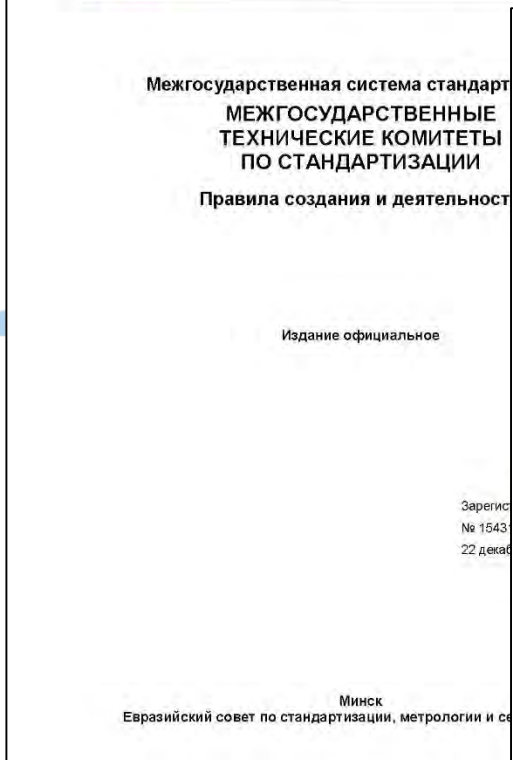 Межгосударственная система стандарт
МЕЖГОСУДАРСТВЕННЫЕ
ТЕХНИЧЕСКИЕ КОМИТЕТЫ
ПО СТАНДАРТИЗАЦИИ
Правила создания и деятельност
Издание официальное
Зарегис
№ 1543
22 декаб
Минск
Евразийский совет по стандартизации, метрологии и се